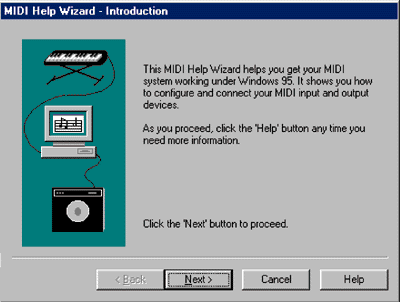 MIDI Help Wizard - Introduction
This MIDI Help Wizard helps you get your MIDI
system working under Windows 95. It shows you how
to configure and connect your MIDI input and output
devices.
As you proceed, click the 'Help' button any time you
need more information.
Click the 'Next' button to proceed.
< Back
Next >
Cancel
Help